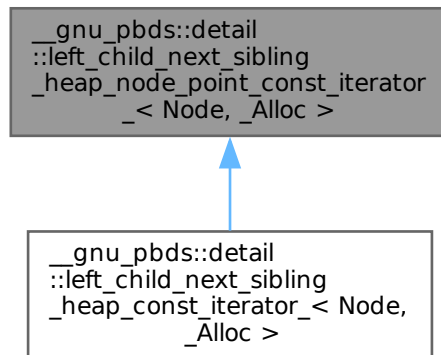 __gnu_pbds::detail
::left_child_next_sibling
_heap_node_point_const_iterator
_< Node, _Alloc >
__gnu_pbds::detail
::left_child_next_sibling
_heap_const_iterator_< Node,
_Alloc >